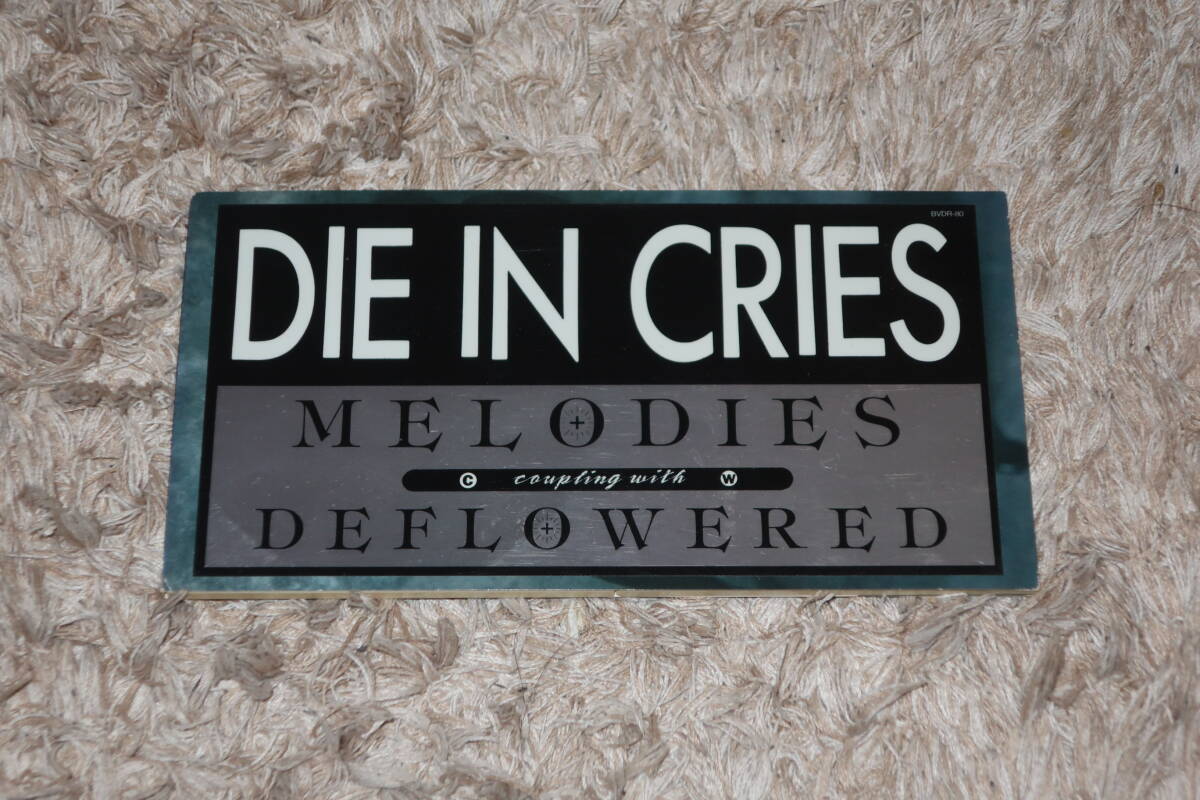 BVDR-80
DIE IN CRIES
MELODIES
C coupling with W
DEFLOWERED